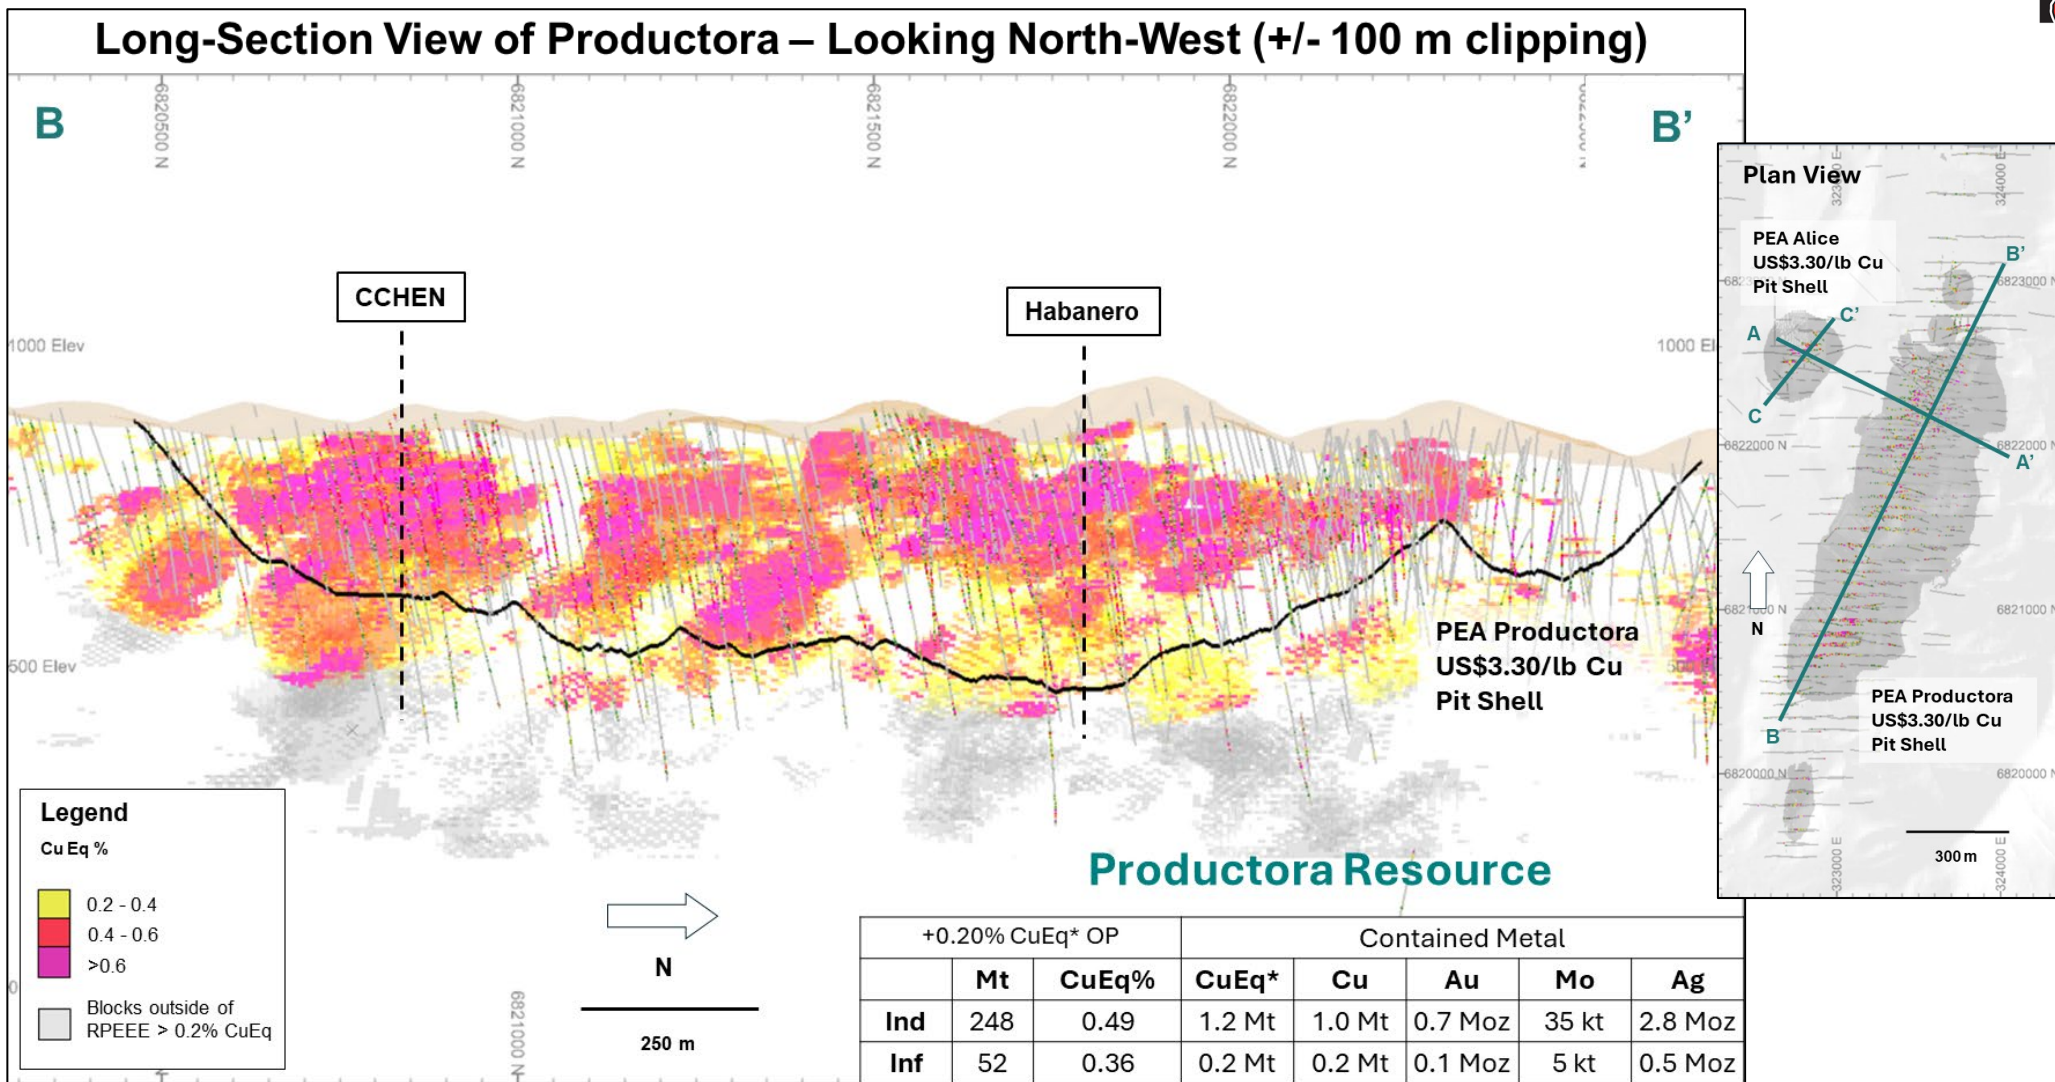 Long-Section View of Productora – Looking North-West (+/- 100 m clipping)
B
B’
6820500 N
6821000 N
6821500 N
6822000 N
CCHEN
Habanero
1000 Elev
1000 El
500 Elev
PEA Productora
US$3.30/lb Cu
Pit Shell
Legend
Cu Eq %
0.2 - 0.4
0.4 - 0.6
>0.6
Blocks outside of
RPEEE > 0.2% CuEq
0
N
250 m
6821000 N
Productora Resource
+0.20% CuEq* OP Contained Metal
Mt CuEq% CuEq* Cu Au Mo Ag
Ind 248 0.49 1.2 Mt 1.0 Mt 0.7 Moz 35 kt 2.8 Moz
Inf 52 0.36 0.2 Mt 0.2 Mt 0.1 Moz 5 kt 0.5 Moz
Plan View
324000 E
PEA Alice
US$3.30/lb Cu
Pit Shell
B’
6823000 N
C’
A
C
6822000 N
6822000 N
A’
6821000 N
N
PEA Productora
US$3.30/lb Cu
Pit Shell
B
6820000 N
6820000 N
300 m
323000 E
324000 E